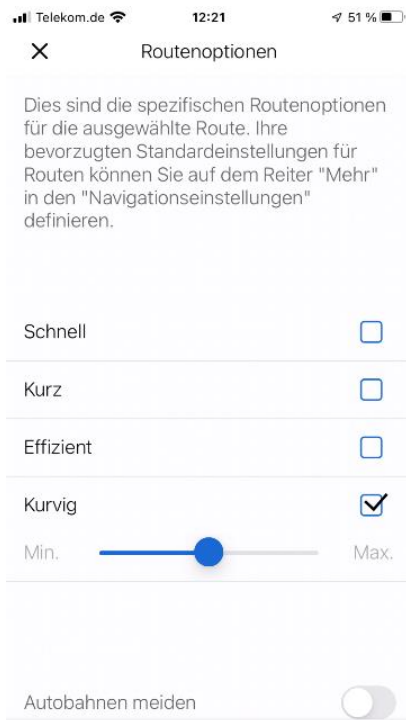 Telekom.de 12:21 51 %
Routenoptionen
Dies sind die spezifischen Routenoptionen
für die ausgewählte Route. Ihre
bevorzugten Standardeinstellungen für
Routen können Sie auf dem Reiter "Mehr"
in den "Navigationseinstellungen"
definieren.
Schnell
Kurz
Effizient
Kurvig
Min. Max.
Autobahnen meiden